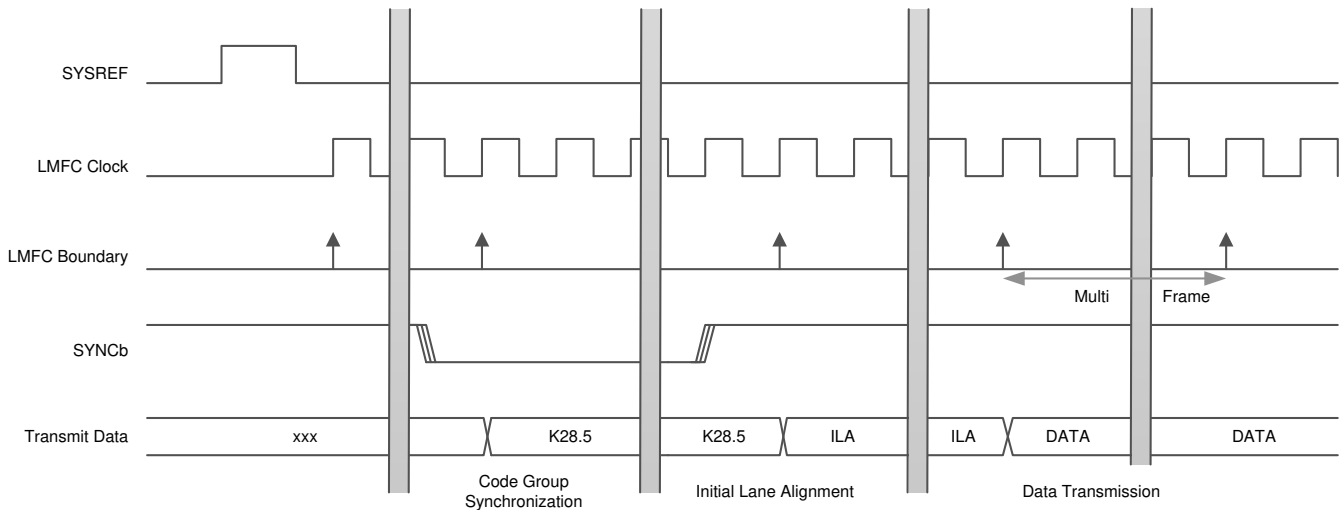 SYSREF
LMFC Clock
LMFC Boundary
Multi Frame
SYNCb
Transmit Data xxx K28.5 K28.5 ILA ILA DATA DATA
Code Group
Synchronization
Initial Lane Alignment
Data Transmission